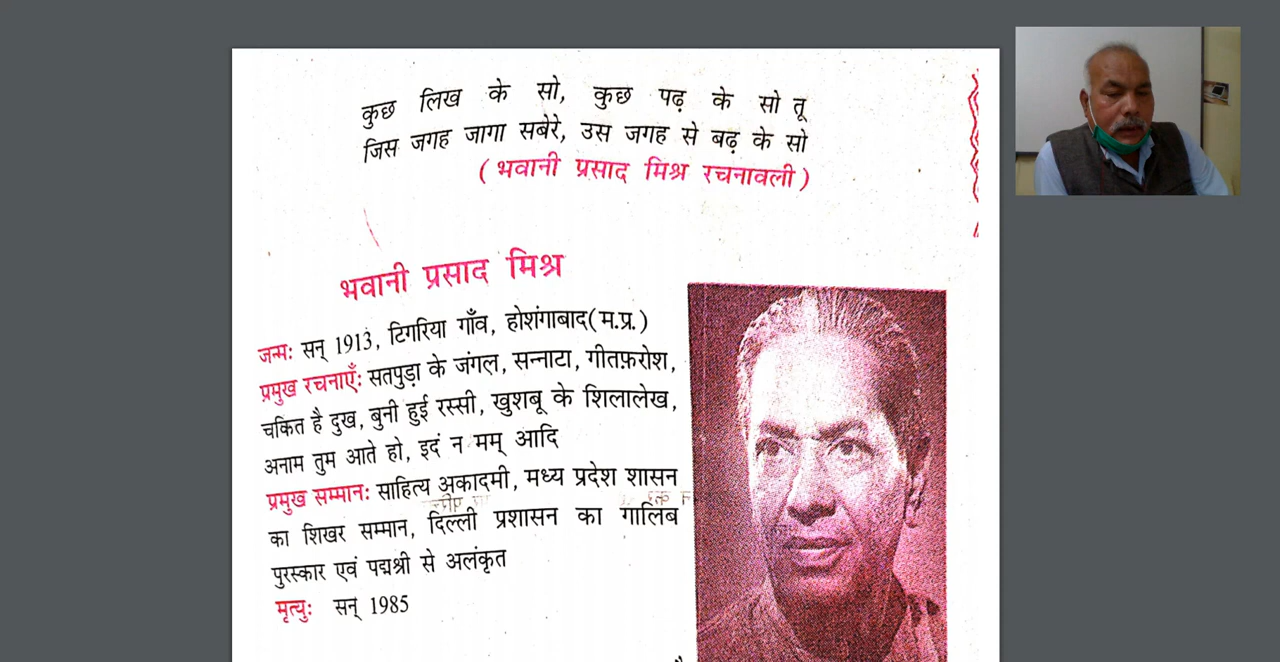 कुछ लिख के सो, कुछ पढ़ के सो तू
जिस जगह जागा सबेरे, उस जगह से बढ़ के सो
(भवानी प्रसाद मिश्र रचनावली)
भवानी प्रसाद मिश्र
जन्म: सन् 1913, टिगरिया गाँव, होशंगाबाद(म.प्र.)
प्रमुख रचनाएँ: सतपुड़ा के जंगल, सन्नाटा, गीतफ़रोश,
चकित है दुख, बुनी हुई रस्सी, खुशबू के शिलालेख,
अनाम तुम आते हो, इदं न मम् आदि
प्रमुख सम्मान: साहित्य अकादमी, मध्य प्रदेश शासन
का शिखर सम्मान, दिल्ली प्रशासन का गालिब
पुरस्कार एवं पद्मश्री से अलंकृत
मृत्यु: सन् 1985